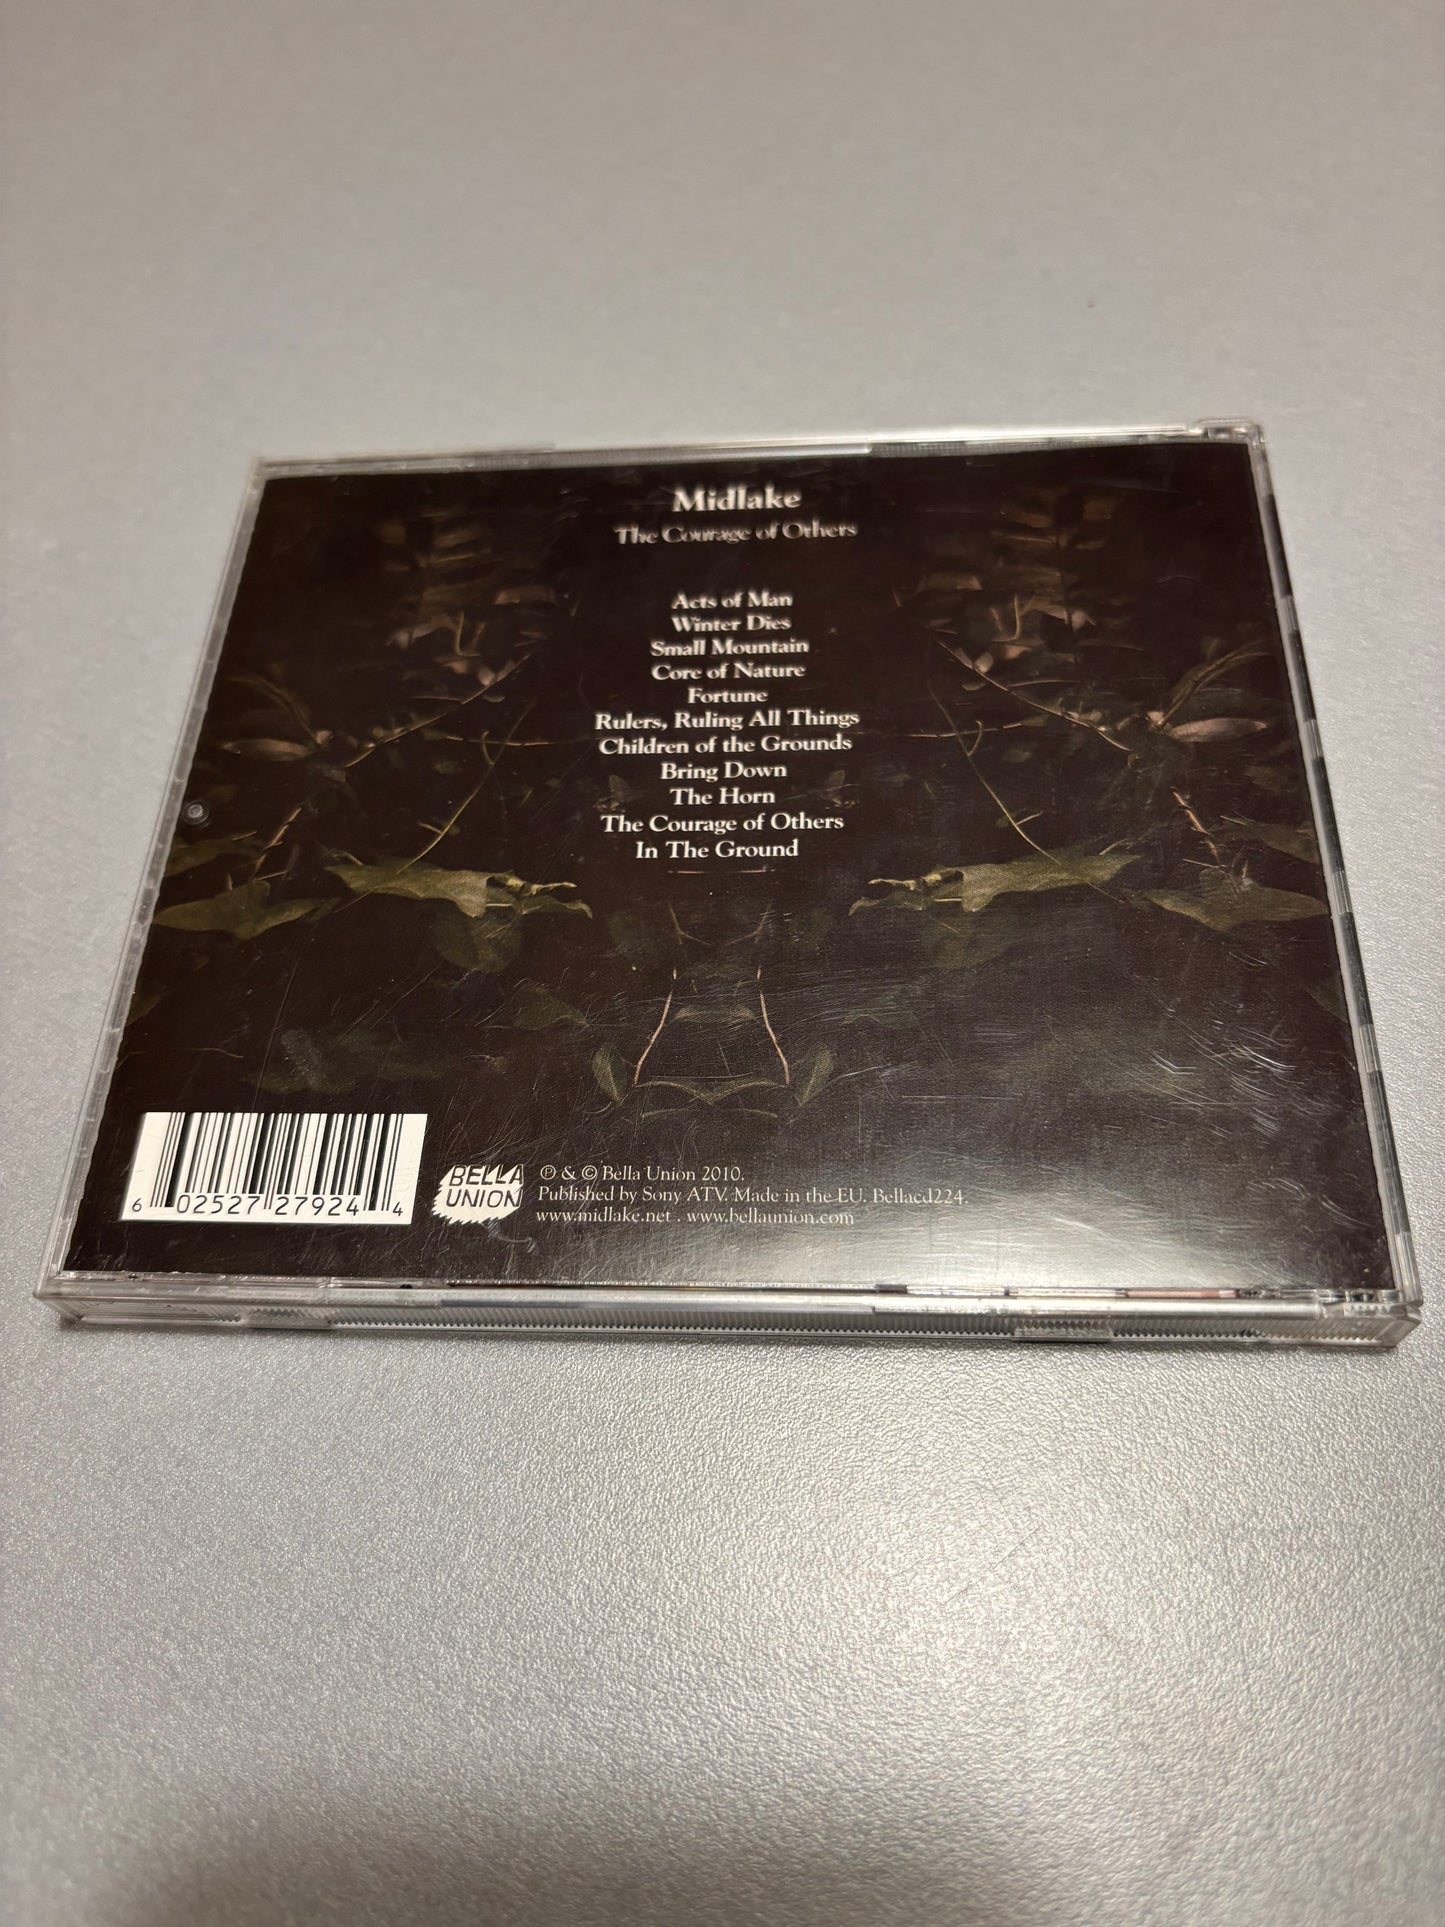 Midlake
The Courage of Others
Acts of Man
Winter Dies
Small Mountain
Core of Nature
Fortune
Rulers, Ruling All Things
Children of the Grounds
Bring Down
The Horn
The Courage of Others
In The Ground
6 02527 27924 4
BELLA
UNION
℗ & © Bella Union 2010.
Published by Sony ATV. Made in the EU. Bellacd224.
www.midlake.net . www.bellaunion.com